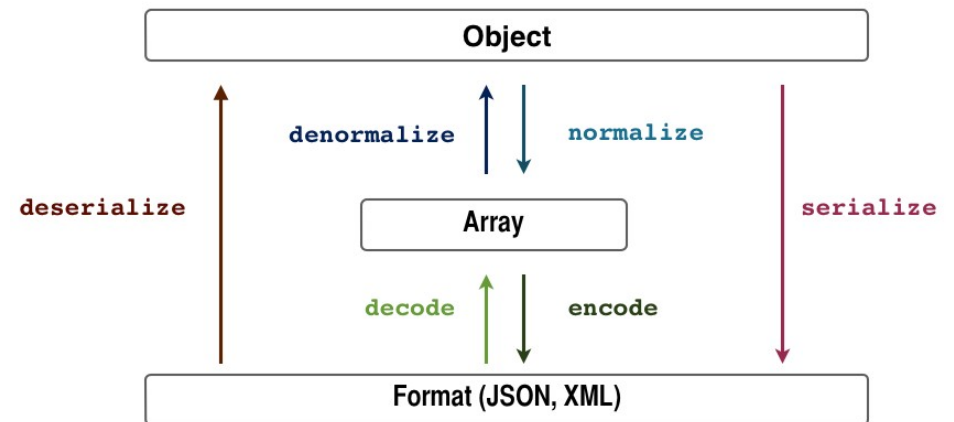 Object
denormalize
normalize
deserialize
serialize
Array
decode
encode
Format (JSON, XML)